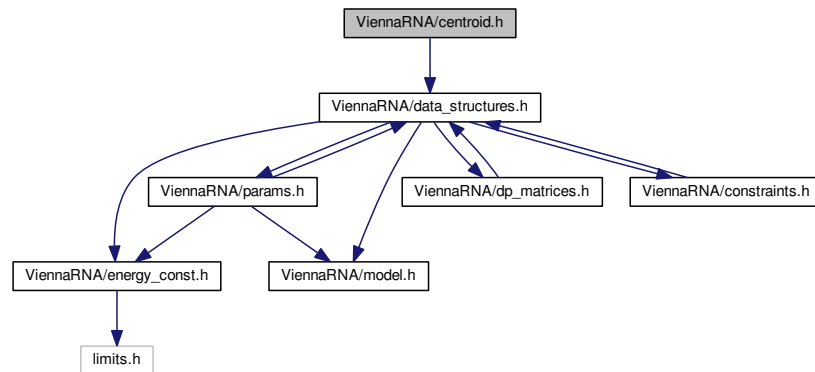 ViennaRNA/centroid.h
ViennaRNA/data_structures.h
ViennaRNA/params.h
ViennaRNA/dp_matrices.h
ViennaRNA/constraints.h
ViennaRNA/energy_const.h
ViennaRNA/model.h
limits.h